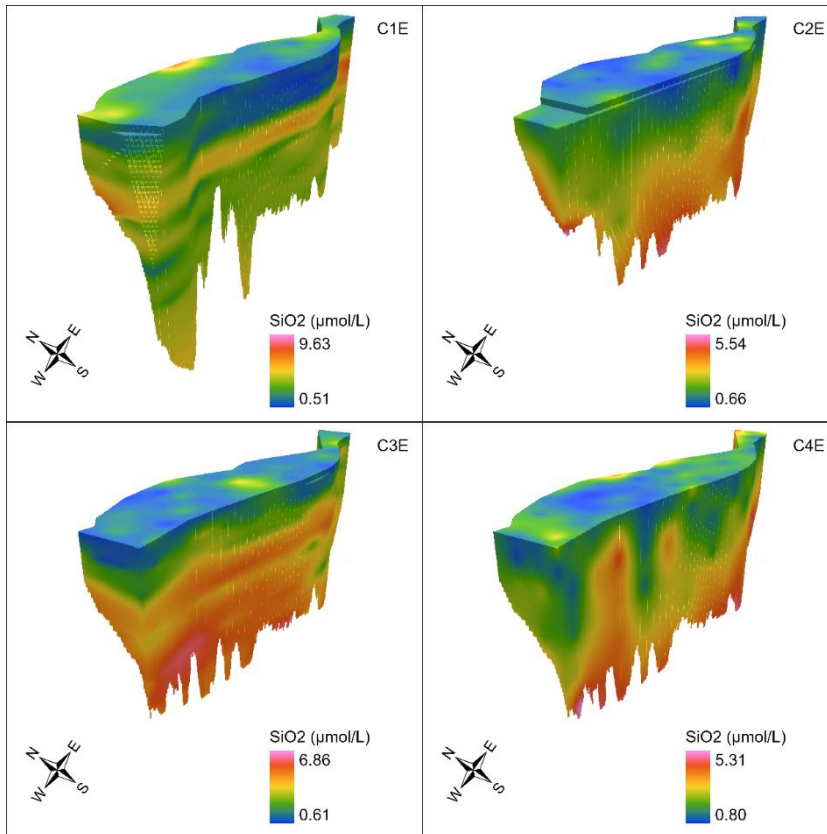 C1E
N
E
W
S
SiO2 (µmol/L)
9.63
0.51
C2E
N
E
W
S
SiO2 (µmol/L)
5.54
0.66
C3E
N
E
W
S
SiO2 (µmol/L)
6.86
0.61
C4E
N
E
W
S
SiO2 (µmol/L)
5.31
0.80